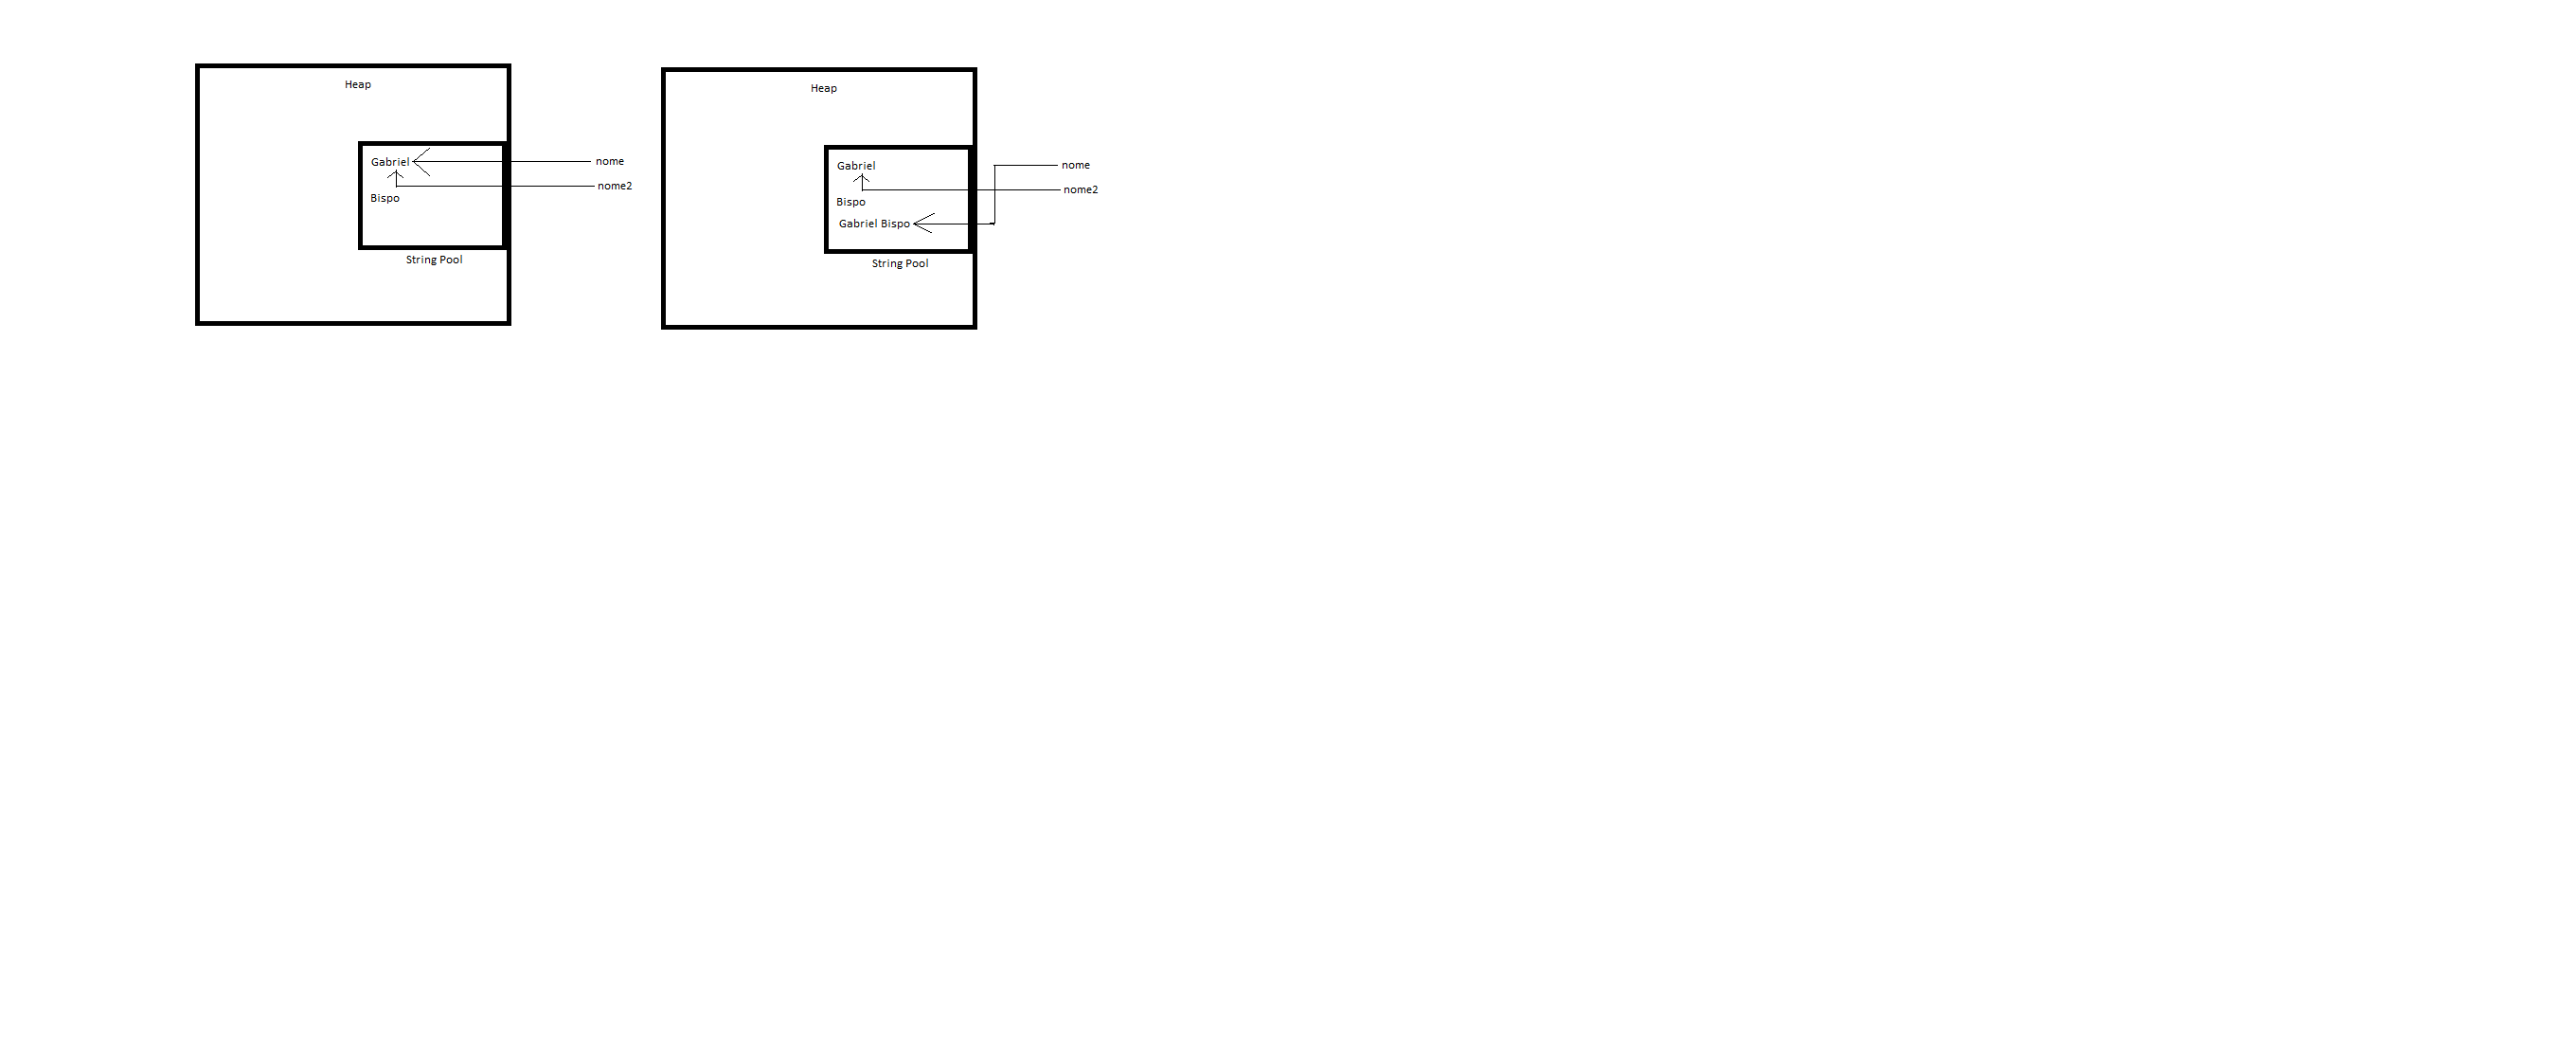 Heap
Gabriel
nome
nome2
Bispo
String Pool
Heap
Gabriel
nome
nome2
Bispo
Gabriel Bispo
String Pool